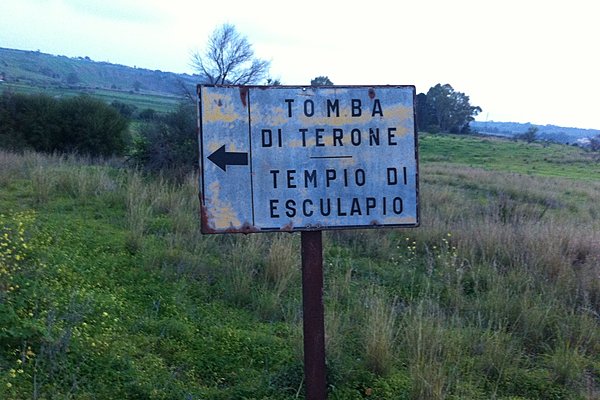 TOMBA
DI TERONE
TEMPIO DI
ESCULAPIO